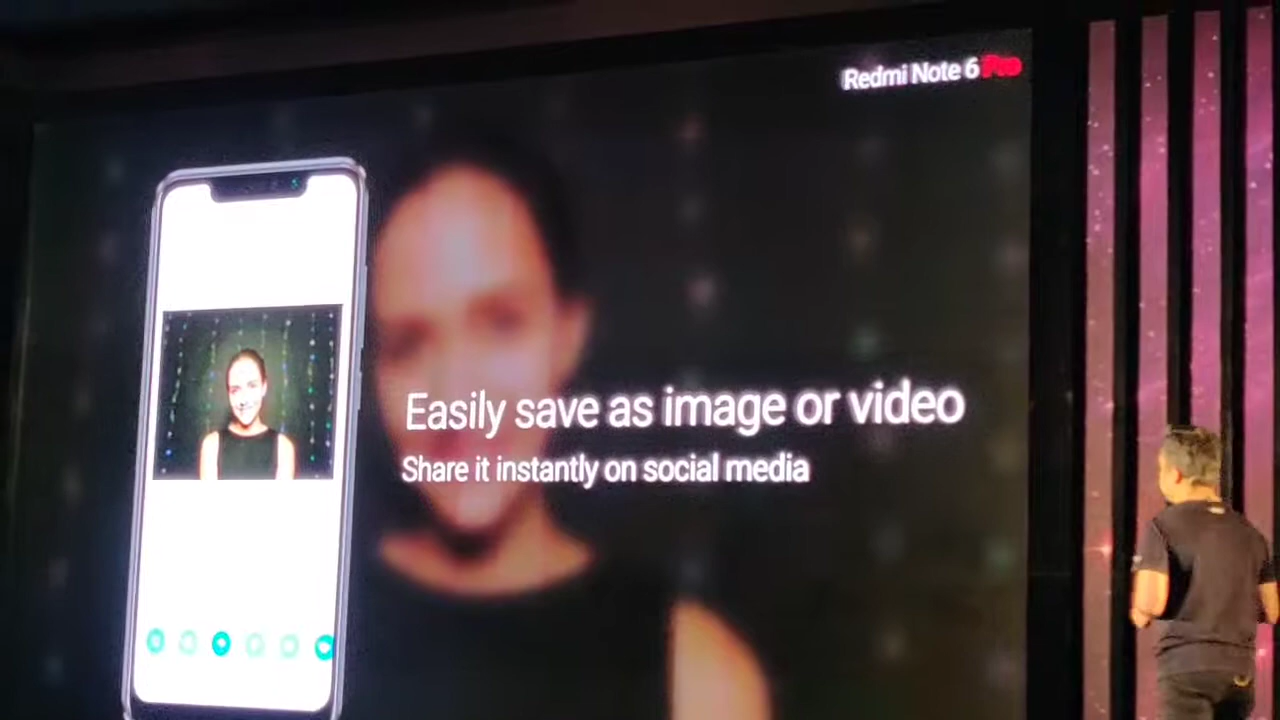 Redmi Note 6 Pro
Easily save as image or video
Share it instantly on social media